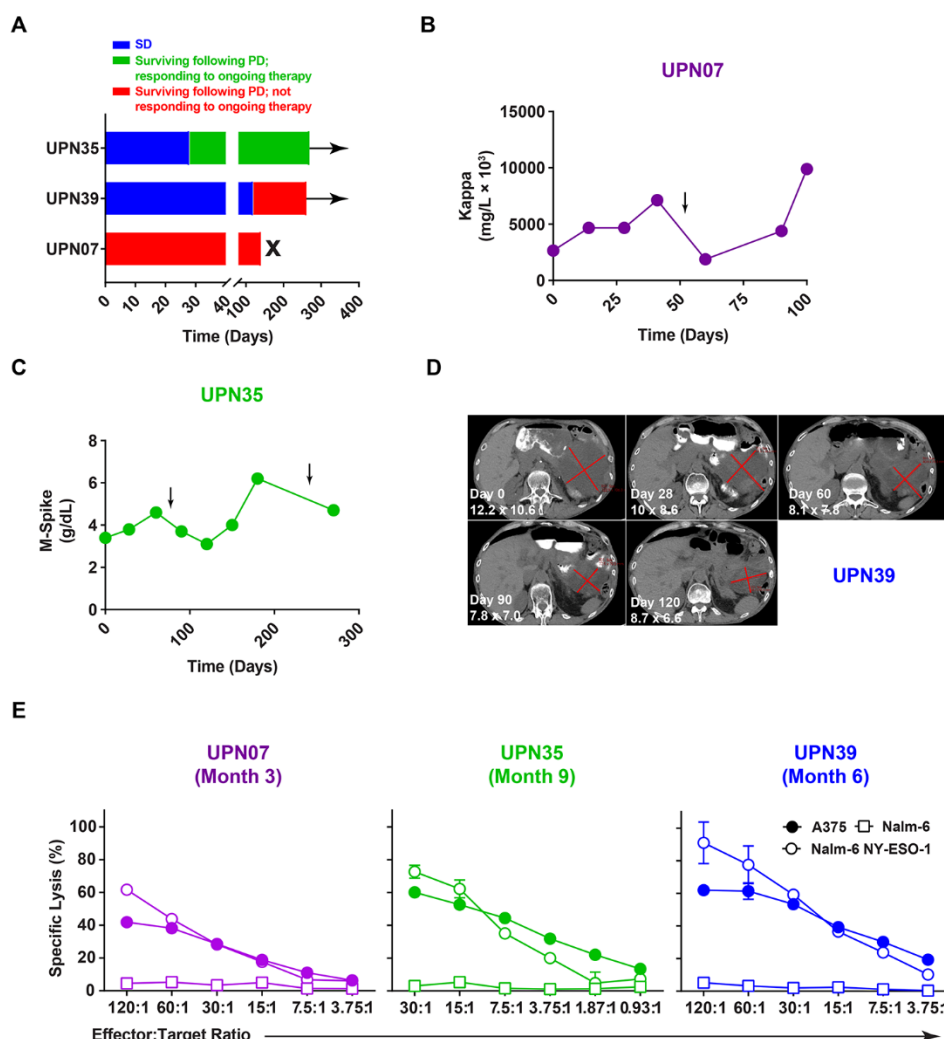 A
SD
Surviving following PD;
responding to ongoing therapy
Surviving following PD; not
responding to ongoing therapy
UPN35
UPN39
UPN07
X
0 10 20 30 40 100 200 300 400
Time (Days)
B
UPN07
15000
10000
5000
0
Kappa
(mg/L × 10³)
0 25 50 75 100
Time (Days)
C
UPN35
8
6
4
2
0
M-Spike
(g/dL)
0 100 200 300
Time (Days)
D
Day 0
12.2 x 10.6
Day 28
10 x 8.6
Day 60
8.1 x 7.8
Day 90
7.8 x 7.0
Day 120
8.7 x 6.6
UPN39
E
UPN07
(Month 3)
UPN35
(Month 9)
UPN39
(Month 6)
A375 Nalm-6
Nalm-6 NY-ESO-1
100
80
60
40
20
0
Specific Lysis (%)
120:1 60:1 30:1 15:1 7.5:1 3.75:1
30:1 15:1 7.5:1 3.75:1 1.87:1 0.93:1
120:1 60:1 30:1 15:1 7.5:1 3.75:1
Effector:Target Ratio